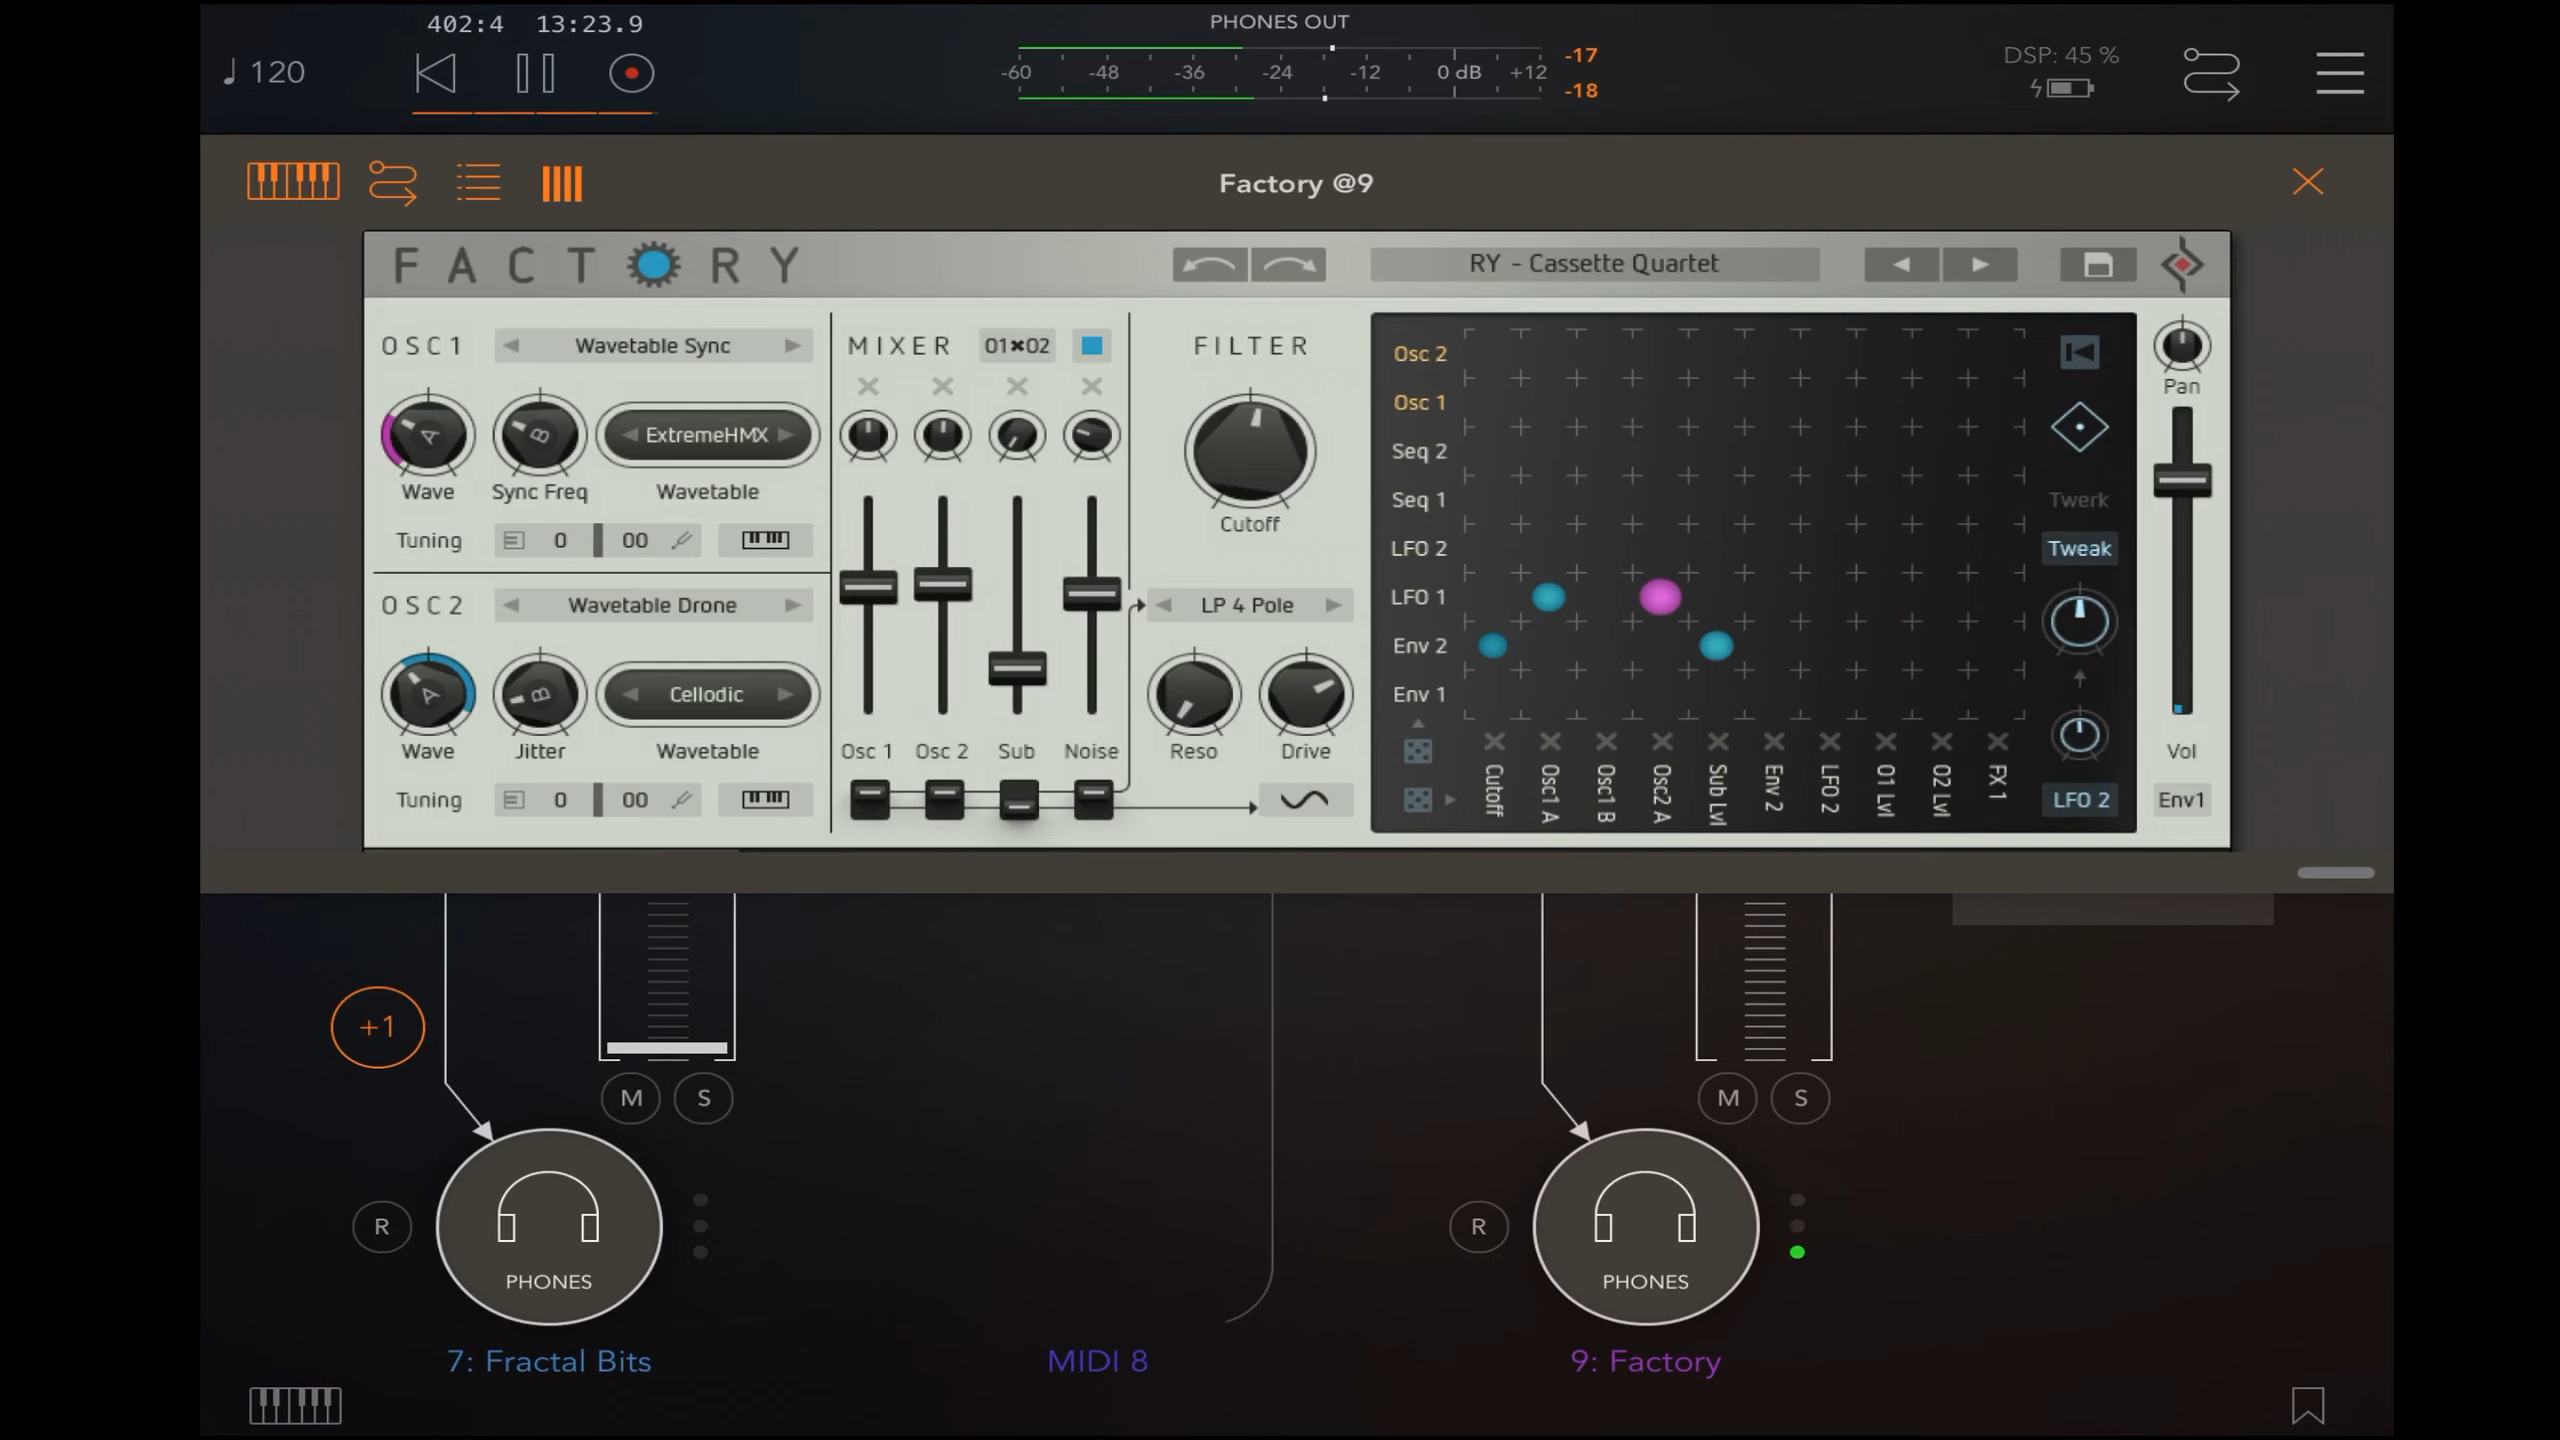 402:4 13:23.9
PHONES OUT
120
-60 -48 -36 -24 -12 0 dB +12
-17
-18
DSP: 45 %
Factory @9
FACTORY
RY - Cassette Quartet
OSC1
Wavetable Sync
A
B
ExtremeHMX
Wave
Sync Freq
Wavetable
Tuning
0
00
OSC2
Wavetable Drone
A
B
Cellodic
Wave
Jitter
Wavetable
Tuning
0
00
MIXER
O1×O2
Osc 1
Osc 2
Sub
Noise
FILTER
Cutoff
LP 4 Pole
Reso
Drive
Osc 2
Osc 1
Seq 2
Seq 1
LFO 2
LFO 1
Env 2
Env 1
Cutoff
Osc1 A
Osc1 B
Osc2 A
Sub Lvl
Env 2
LFO 2
O1 Lvl
O2 Lvl
FX 1
Twerk
Tweak
LFO 2
Pan
Vol
Env1
+1
M S
M S
R
PHONES
R
PHONES
7: Fractal Bits
MIDI 8
9: Factory